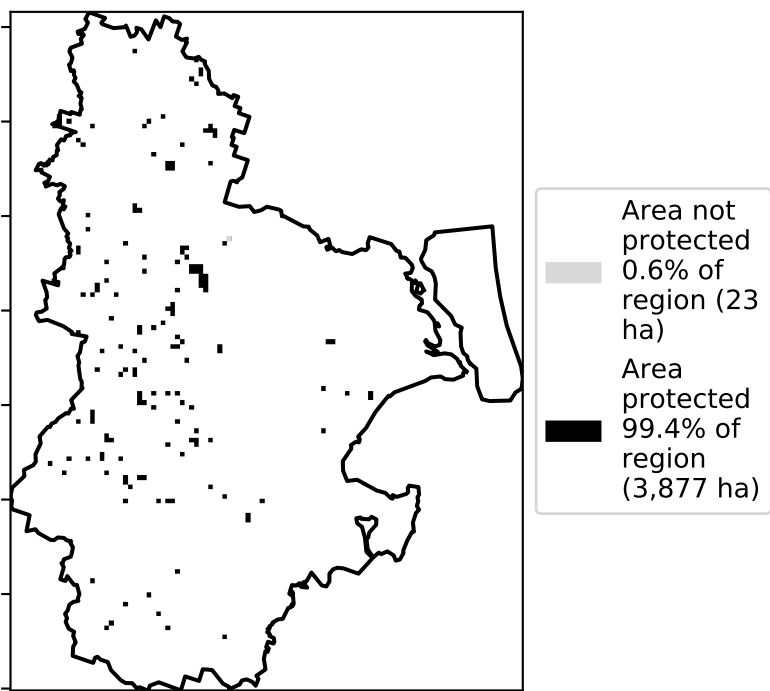 Area not
protected
0.6% of
region (23
ha)
Area
protected
99.4% of
region
(3,877 ha)